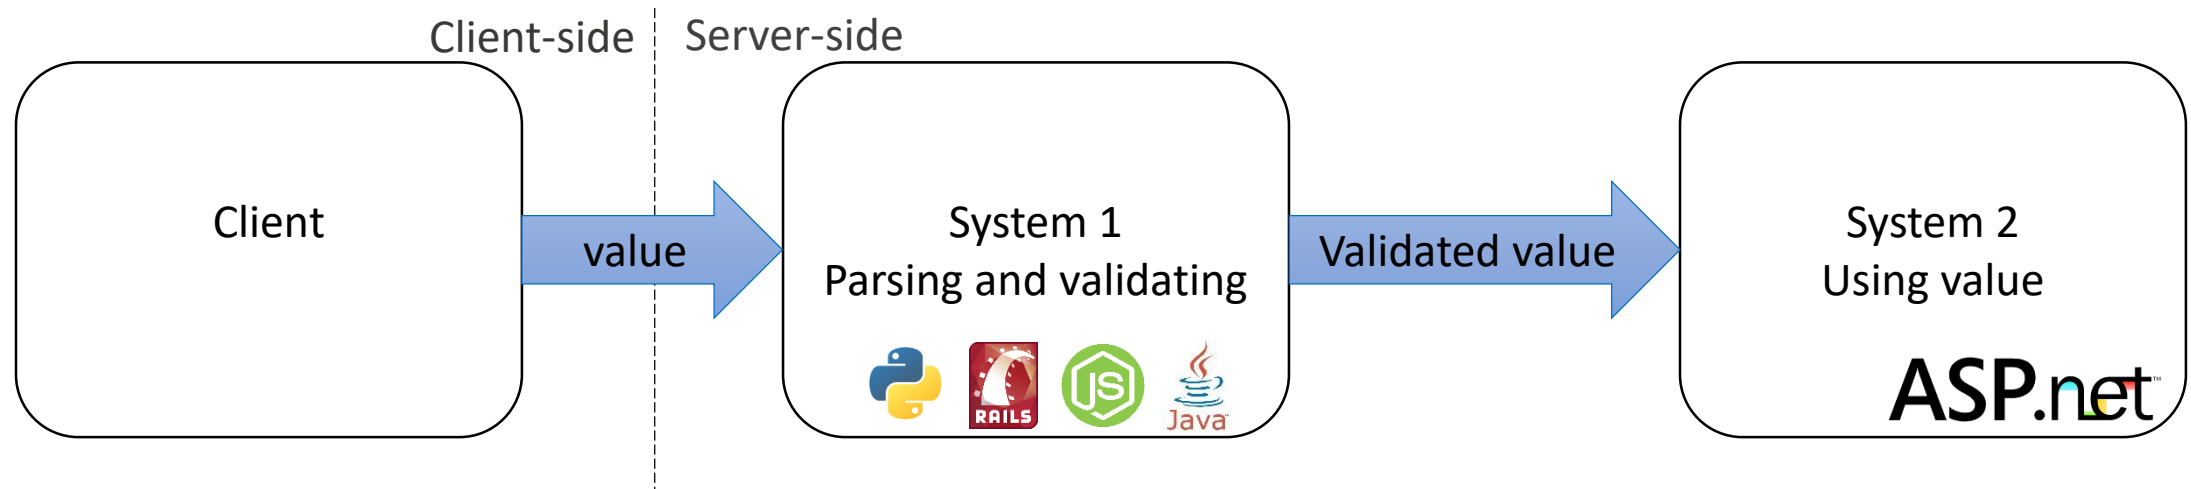 Client-side
Server-side
Client
value
System 1
Parsing and validating
RAILS
JS
Java
Validated value
System 2
Using value
ASP.net™